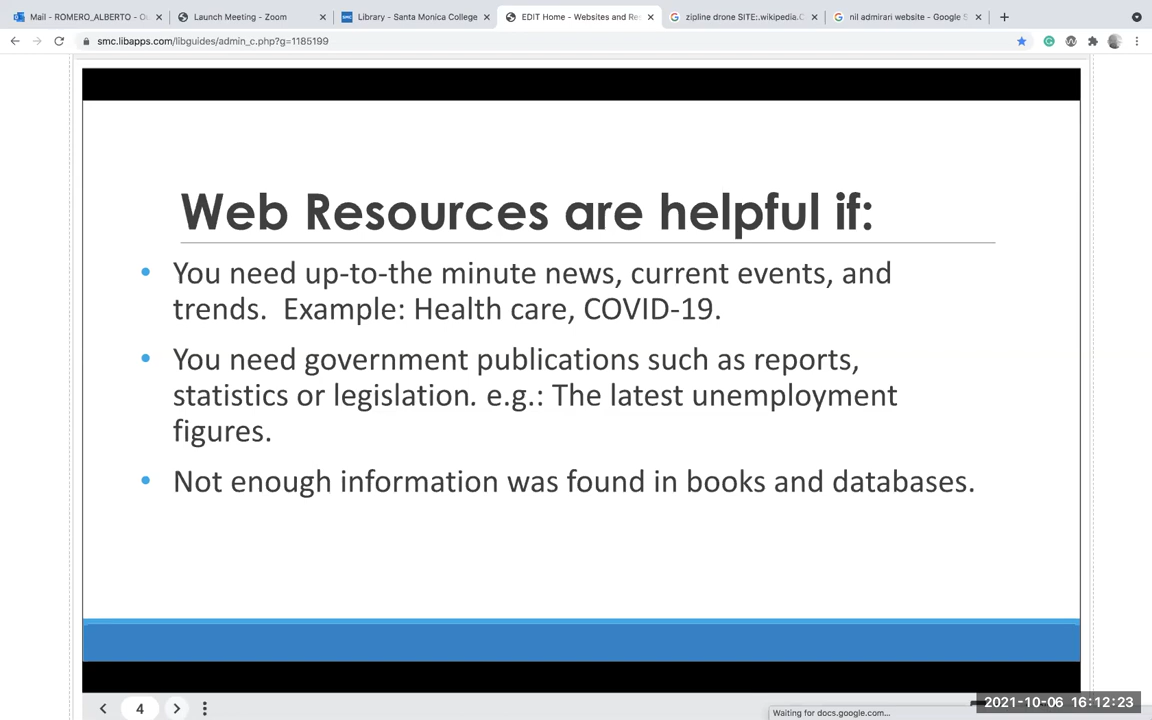 Mail - ROMERO_ALBERTO - Ou
Launch Meeting - Zoom
Library - Santa Monica College
EDIT Home - Websites and Re
zipline drone SITE:.wikipedia.C
nil admirari website - Google S
smc.libapps.com/libguides/admin_c.php?g=1185199
Web Resources are helpful if:
• You need up-to-the minute news, current events, and
trends. Example: Health care, COVID-19.
• You need government publications such as reports,
statistics or legislation. e.g.: The latest unemployment
figures.
• Not enough information was found in books and databases.
4
2021-10-06 16:12:23
Waiting for docs.google.com...